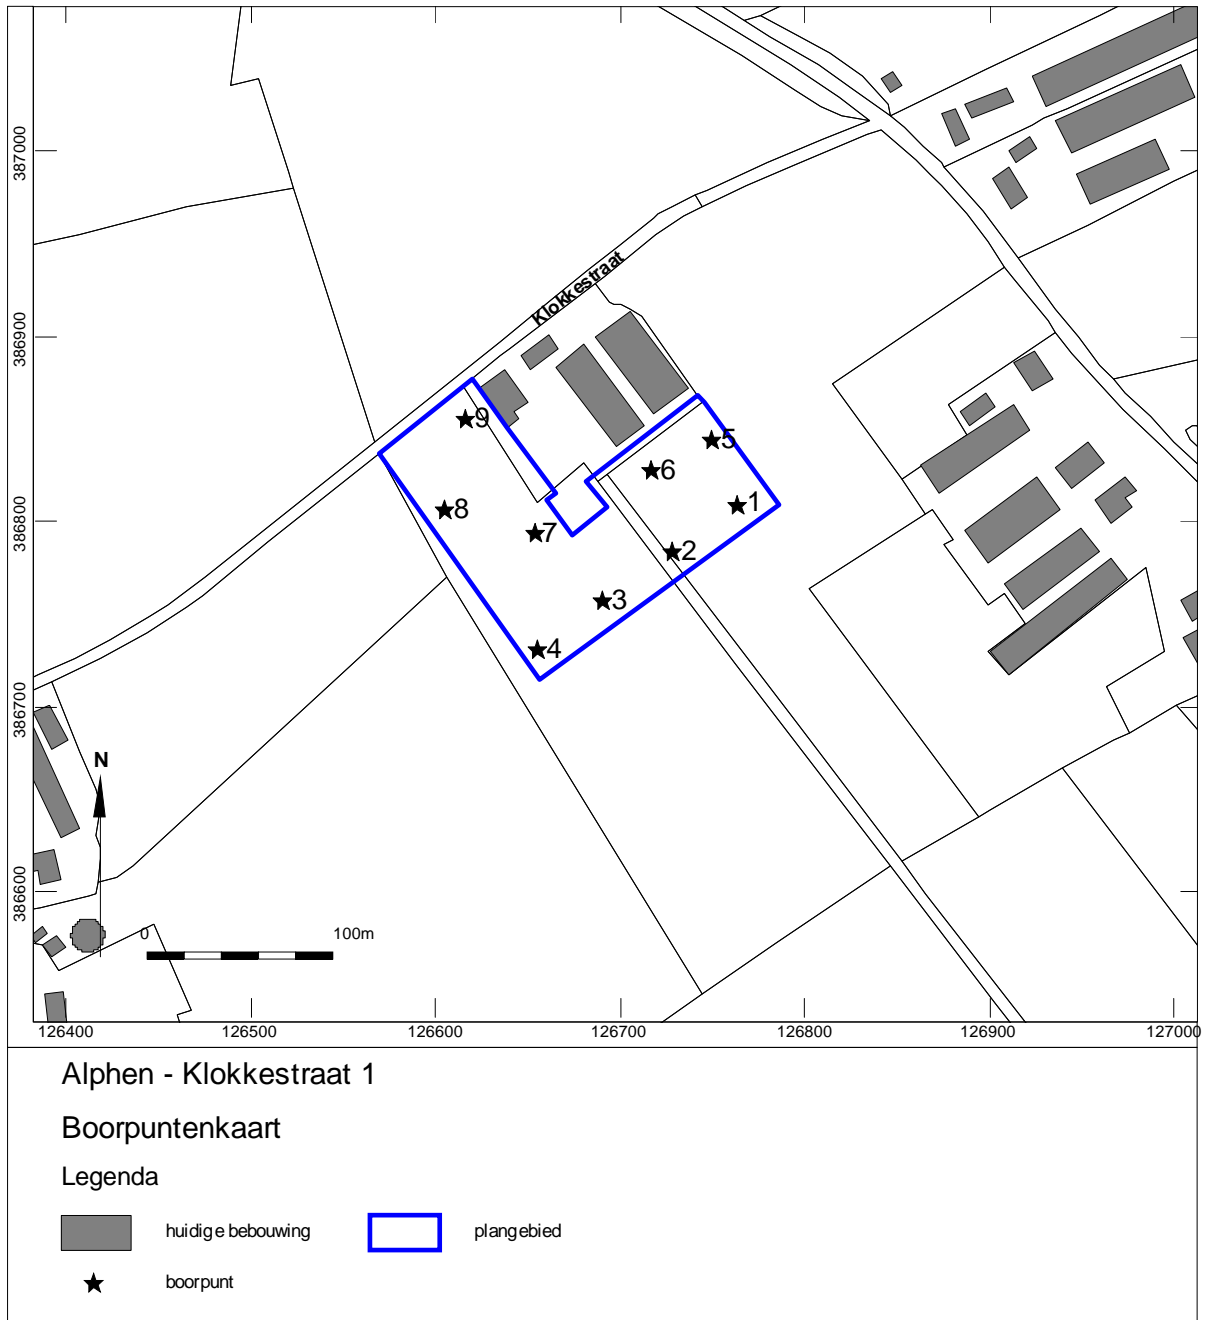 387000
386900
386800
386700
386600
Klokkestraat
9
5
6
8
1
7
2
3
4
N
0 100m
126400 126500 126600 126700 126800 126900 127000
Alphen - Klokkestraat 1
Boorpuntenkaart
Legenda
huidige bebouwing plangebied
boorpunt